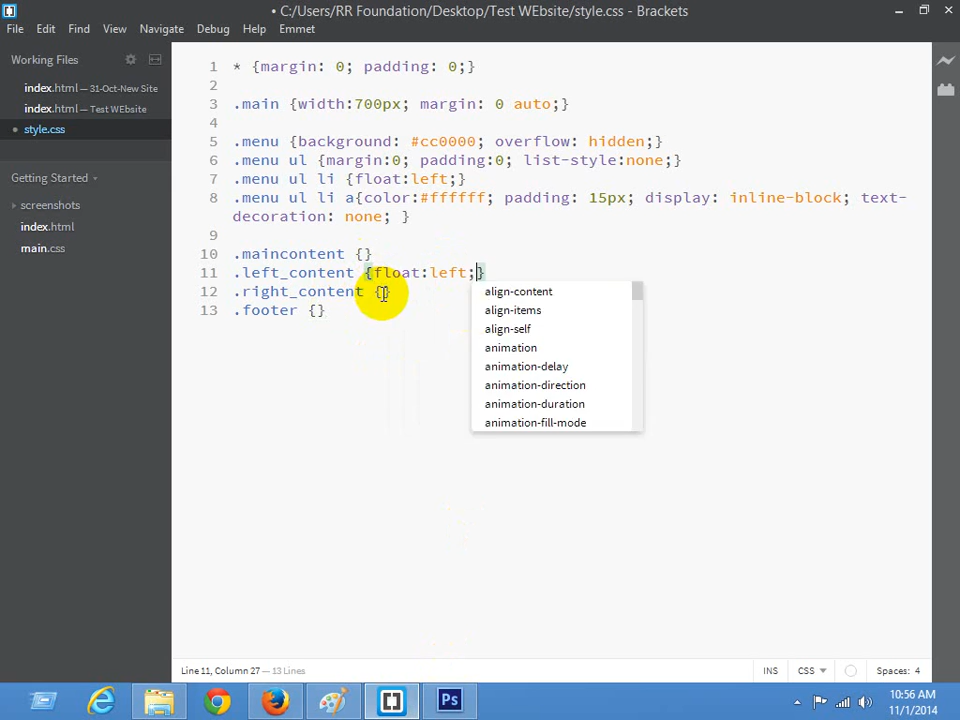 • C:/Users/RR Foundation/Desktop/Test WEbsite/style.css - Brackets
File Edit Find View Navigate Debug Help Emmet
Working Files
index.html — 31-Oct-New Site
index.html — Test WEbsite
style.css
Getting Started
screenshots
index.html
main.css
1 * {margin: 0; padding: 0;}
2
3 .main {width:700px; margin: 0 auto;}
4
5 .menu {background: #cc0000; overflow: hidden;}
6 .menu ul {margin:0; padding:0; list-style:none;}
7 .menu ul li {float:left;}
8 .menu ul li a{color:#ffffff; padding: 15px; display: inline-block; text-
decoration: none; }
9
10 .maincontent {}
11 .left_content {float:left;}
12 .right_content {}
13 .footer {}
align-content
align-items
align-self
animation
animation-delay
animation-direction
animation-duration
animation-fill-mode
Line 11, Column 27 — 13 Lines
INS CSS Spaces: 4
Ps
10:56 AM
11/1/2014